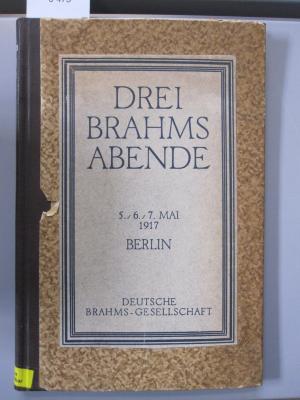 DREI
BRAHMS
ABENDE
5./6./7. MAI
1917
BERLIN
DEUTSCHE
BRAHMS-GESELLSCHAFT